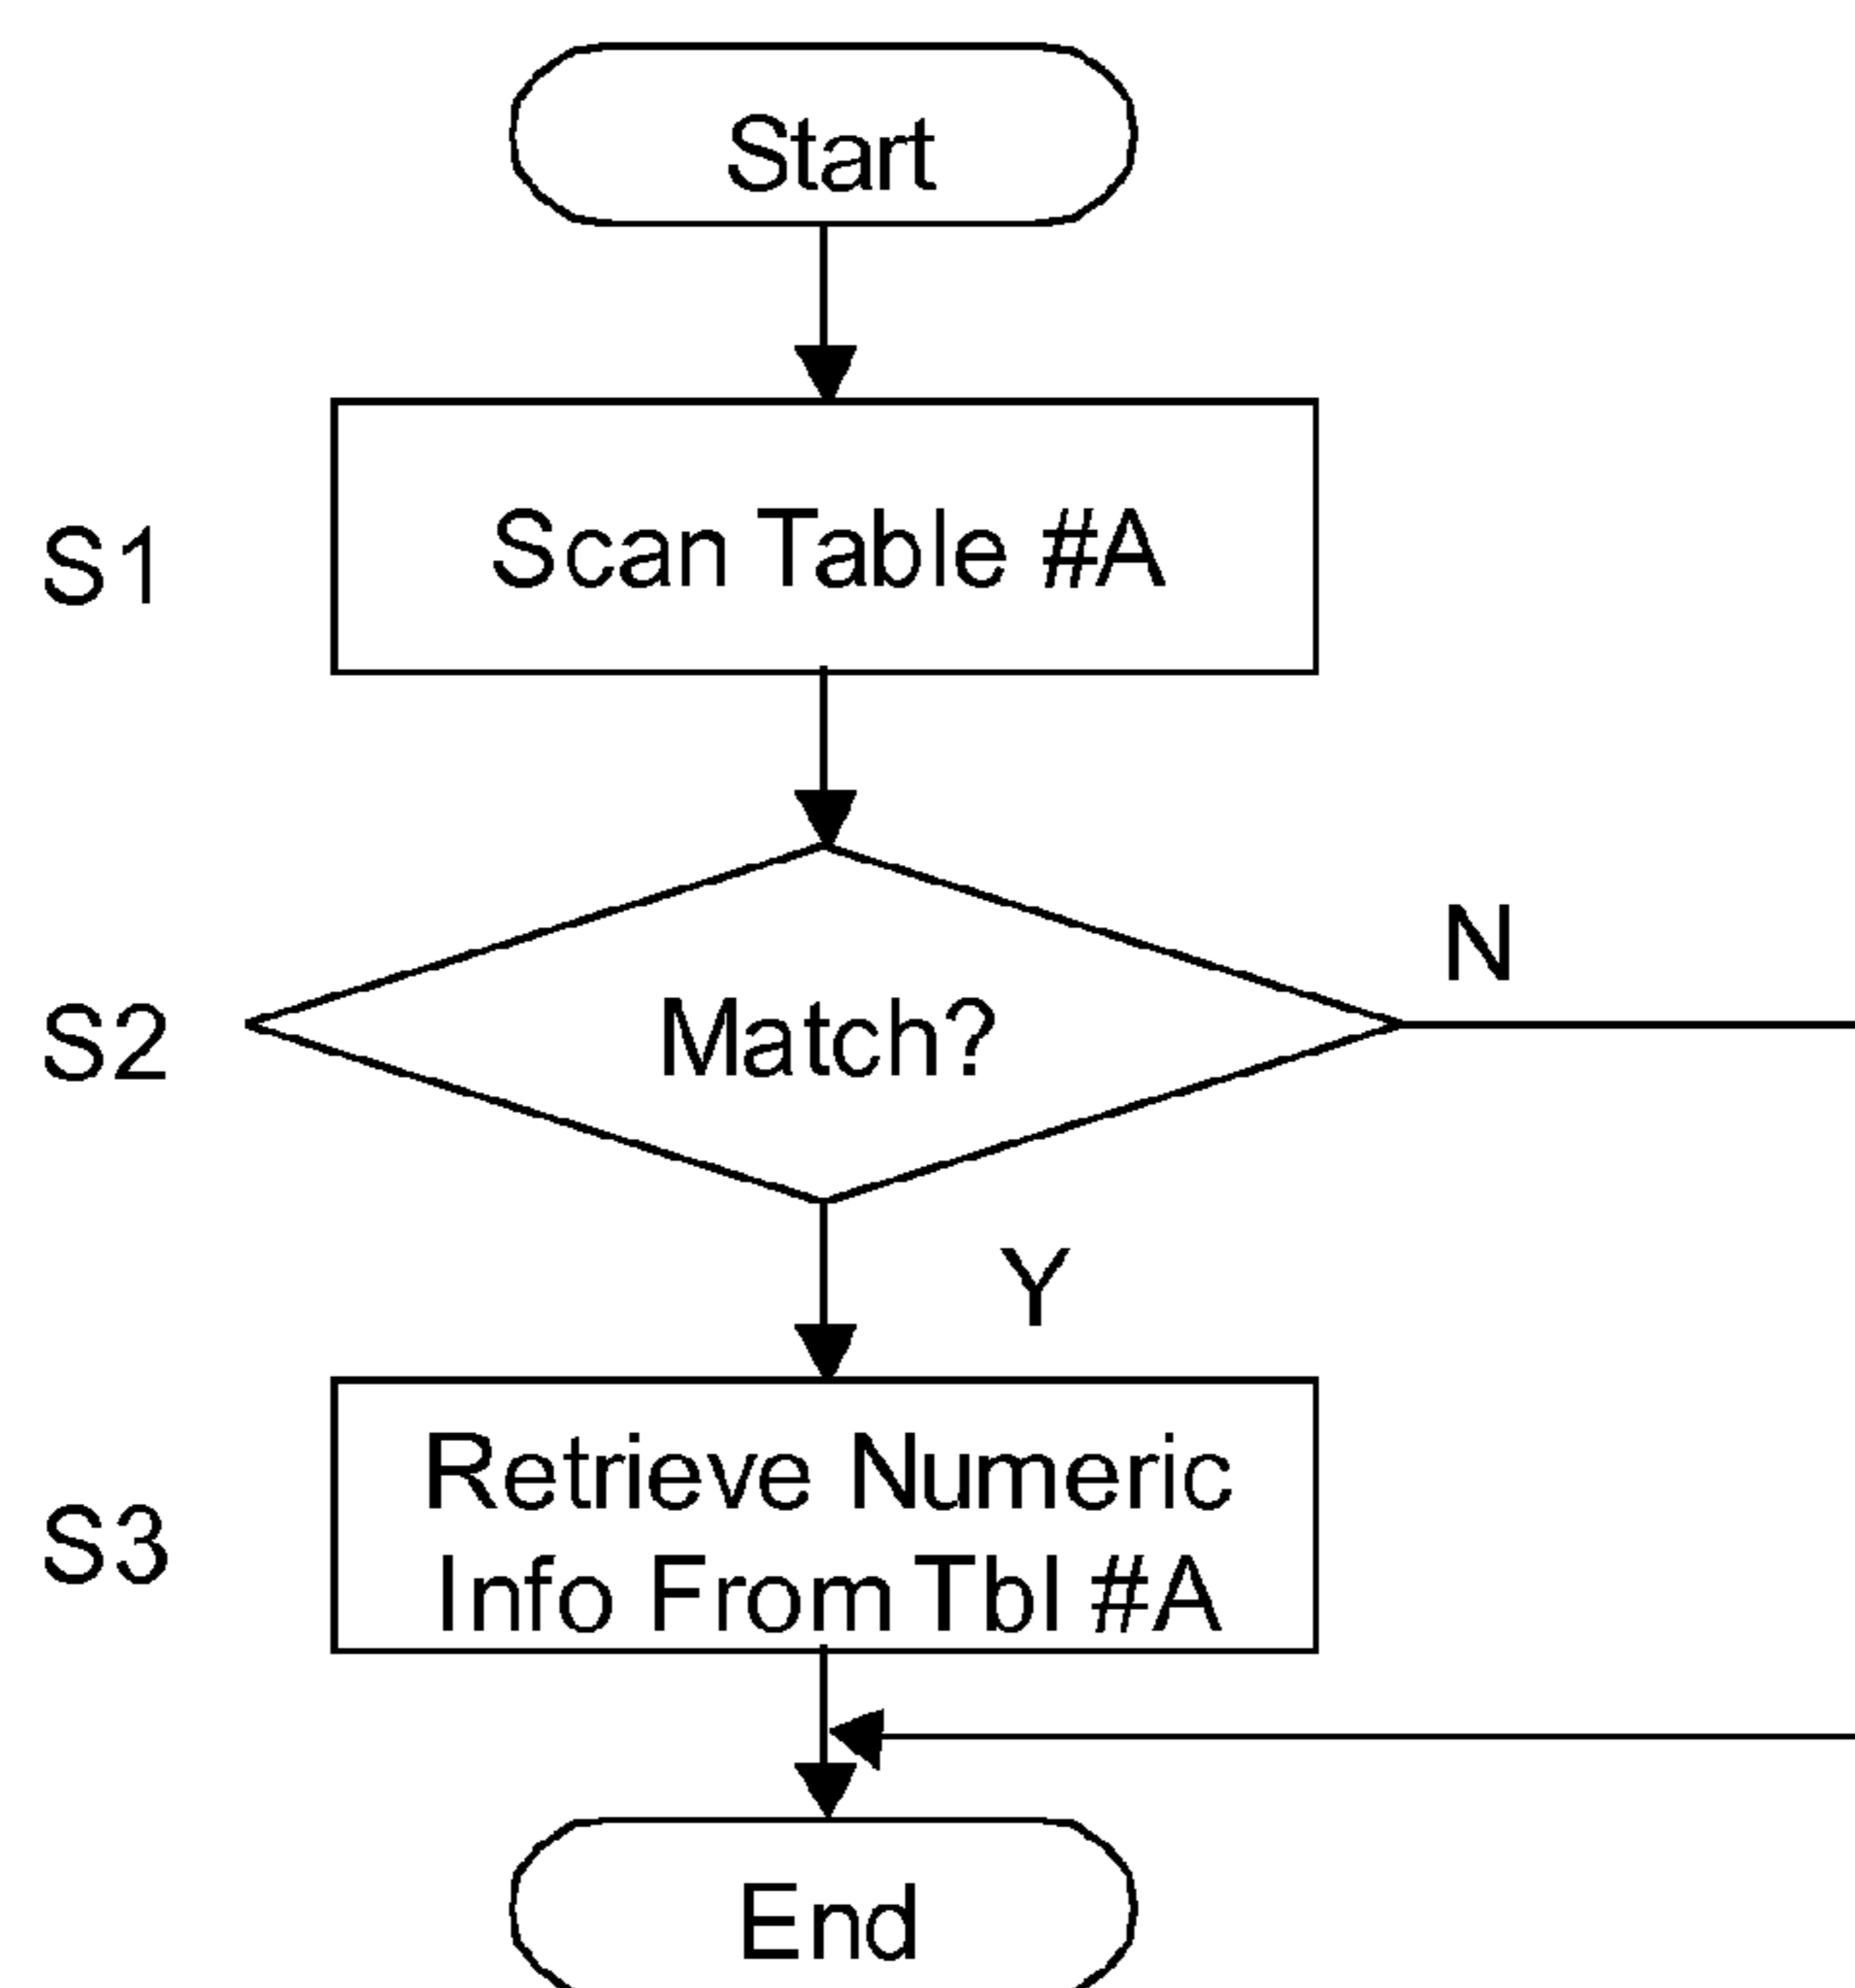 Start
S1
Scan Table #A
S2
Match?
N
Y
S3
Retrieve Numeric
Info From Tbl #A
End